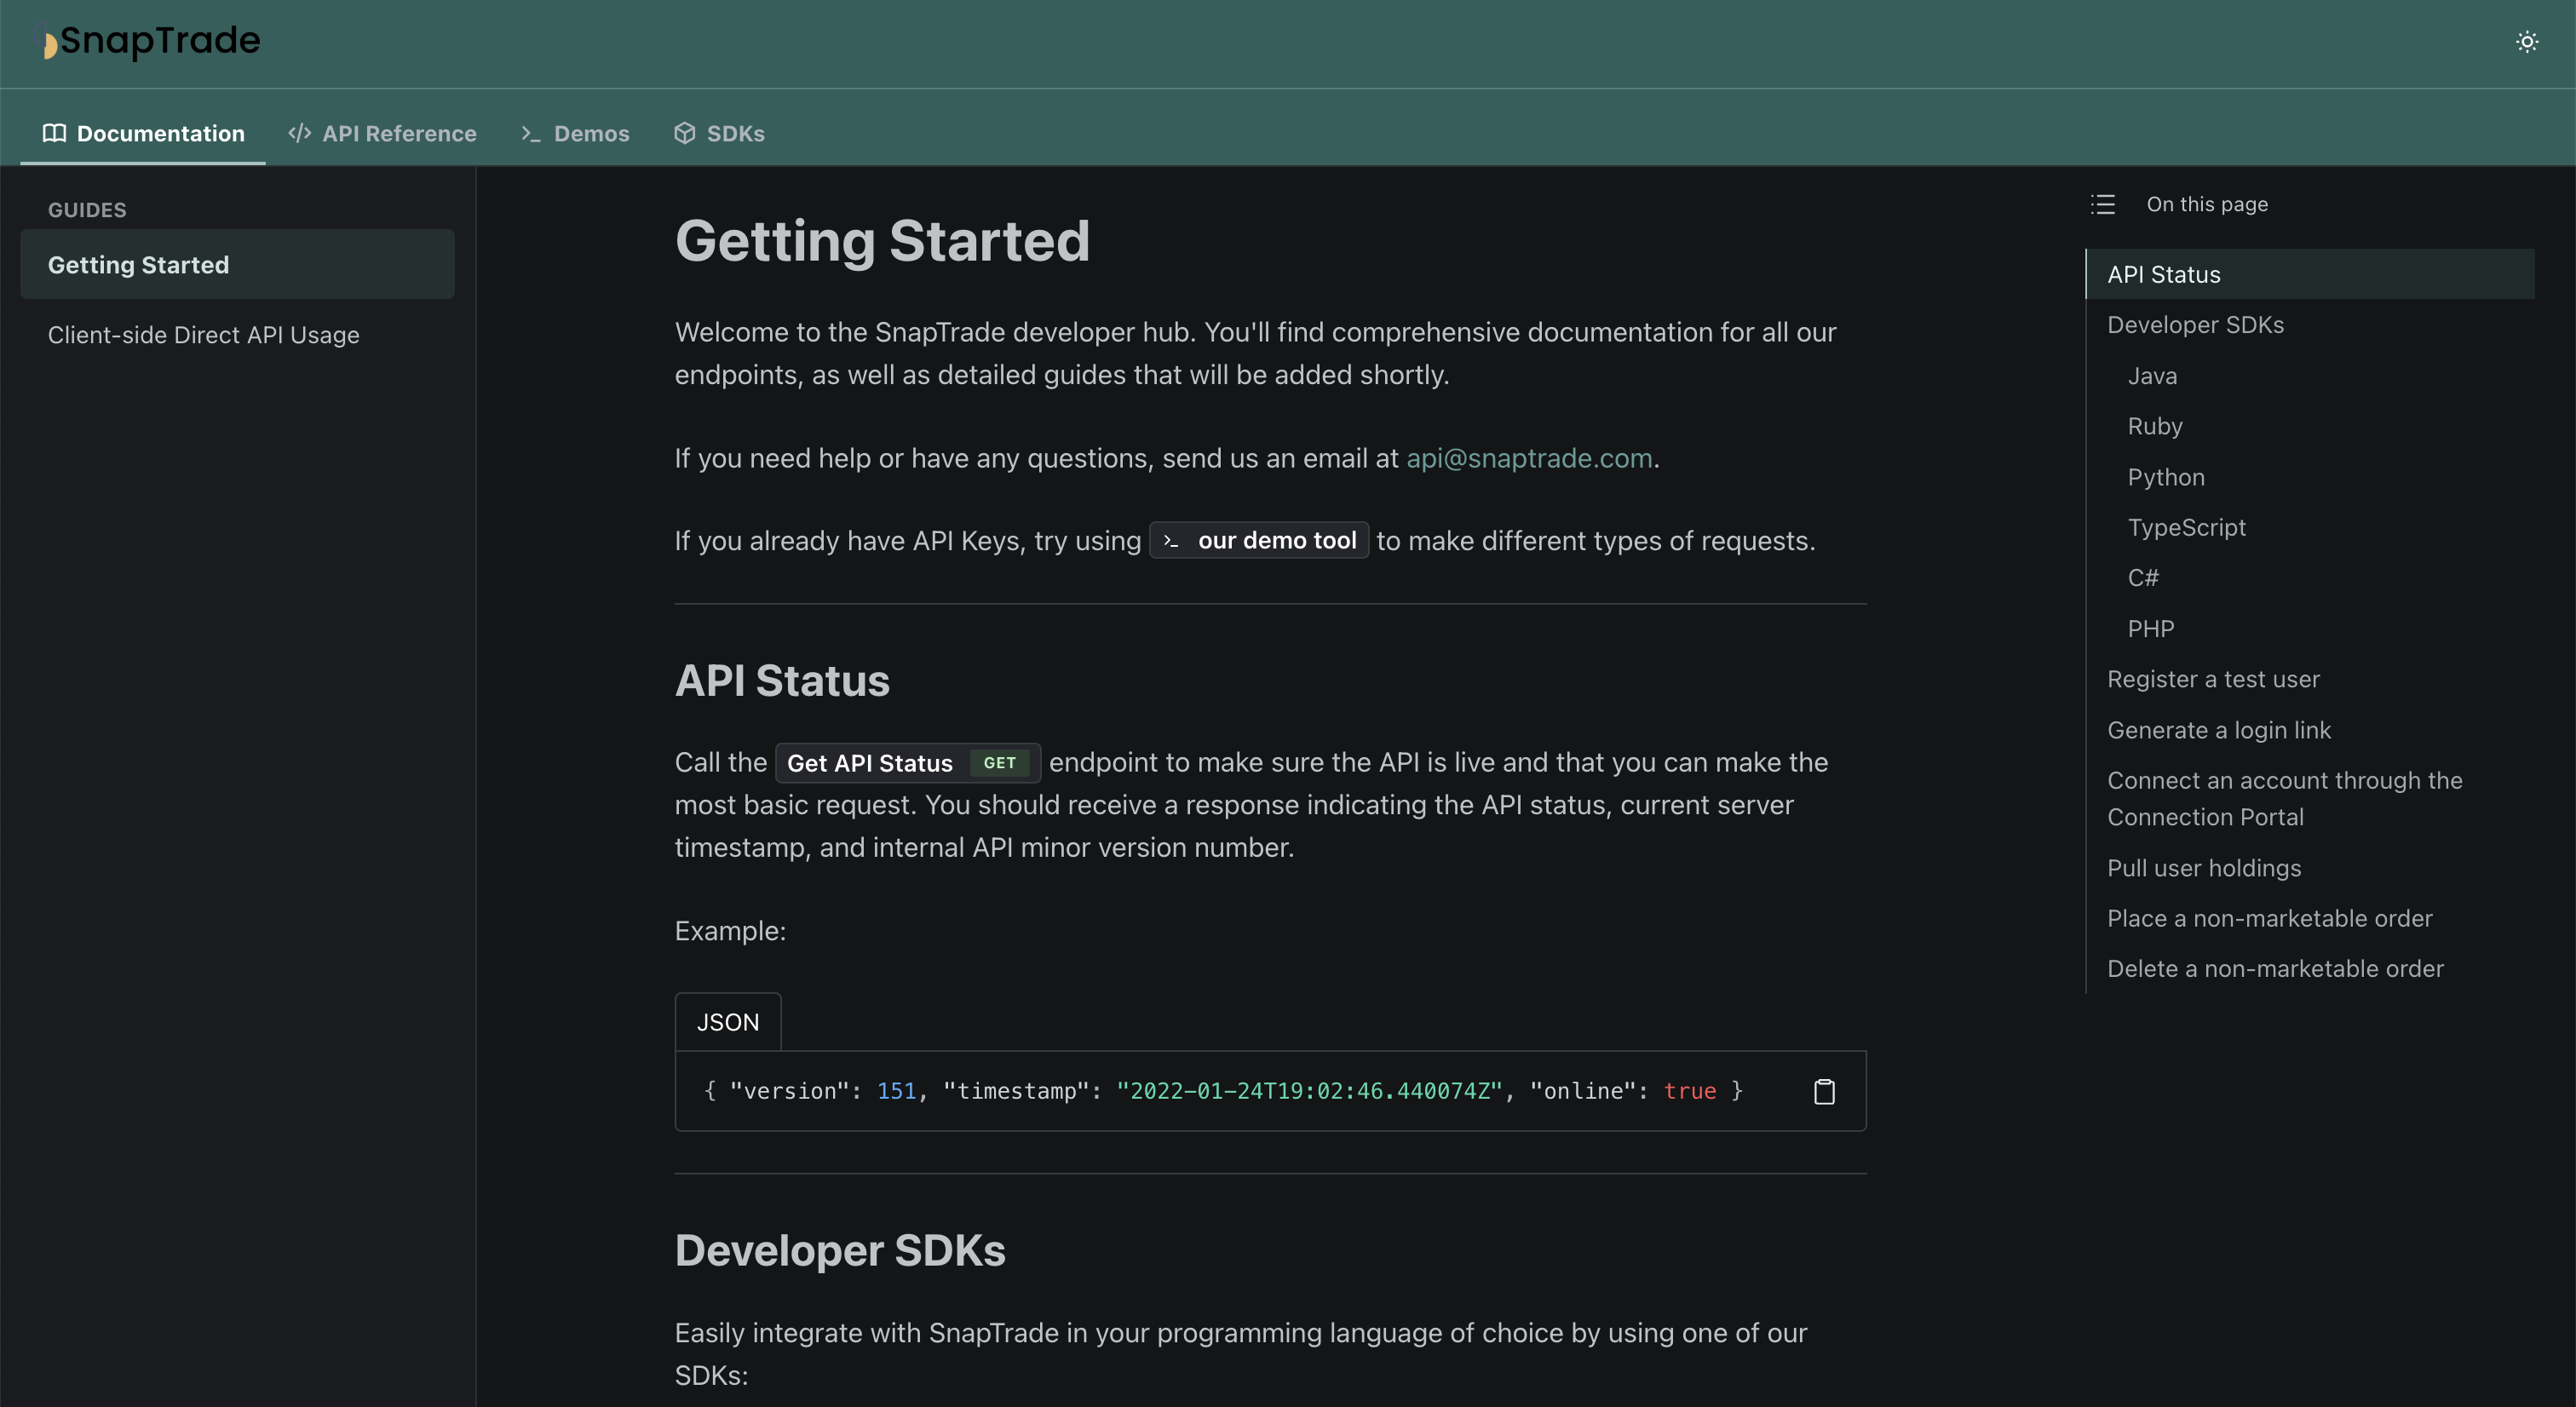 SnapTrade
Documentation
API Reference
Demos
SDKs
GUIDES
Getting Started
Client-side Direct API Usage
Getting Started
Welcome to the SnapTrade developer hub. You'll find comprehensive documentation for all our
endpoints, as well as detailed guides that will be added shortly.
If you need help or have any questions, send us an email at api@snaptrade.com.
If you already have API Keys, try using >_ our demo tool to make different types of requests.
API Status
Call the Get API Status GET endpoint to make sure the API is live and that you can make the
most basic request. You should receive a response indicating the API status, current server
timestamp, and internal API minor version number.
Example:
JSON
{ "version": 151, "timestamp": "2022-01-24T19:02:46.440074Z", "online": true }
Developer SDKs
Easily integrate with SnapTrade in your programming language of choice by using one of our
SDKs:
On this page
API Status
Developer SDKs
Java
Ruby
Python
TypeScript
C#
PHP
Register a test user
Generate a login link
Connect an account through the
Connection Portal
Pull user holdings
Place a non-marketable order
Delete a non-marketable order